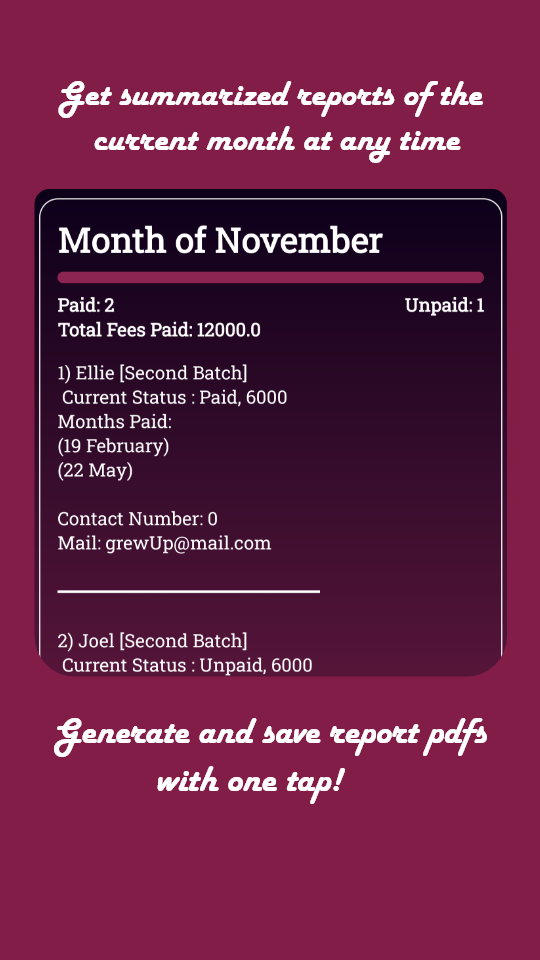 Get summarized reports of the
current month at any time
Month of November
Paid: 2 Unpaid: 1
Total Fees Paid: 12000.0
1) Ellie [Second Batch]
Current Status : Paid, 6000
Months Paid:
(19 February)
(22 May)
Contact Number: 0
Mail: grewUp@mail.com
2) Joel [Second Batch]
Current Status : Unpaid, 6000
Generate and save report pdfs
with one tap!